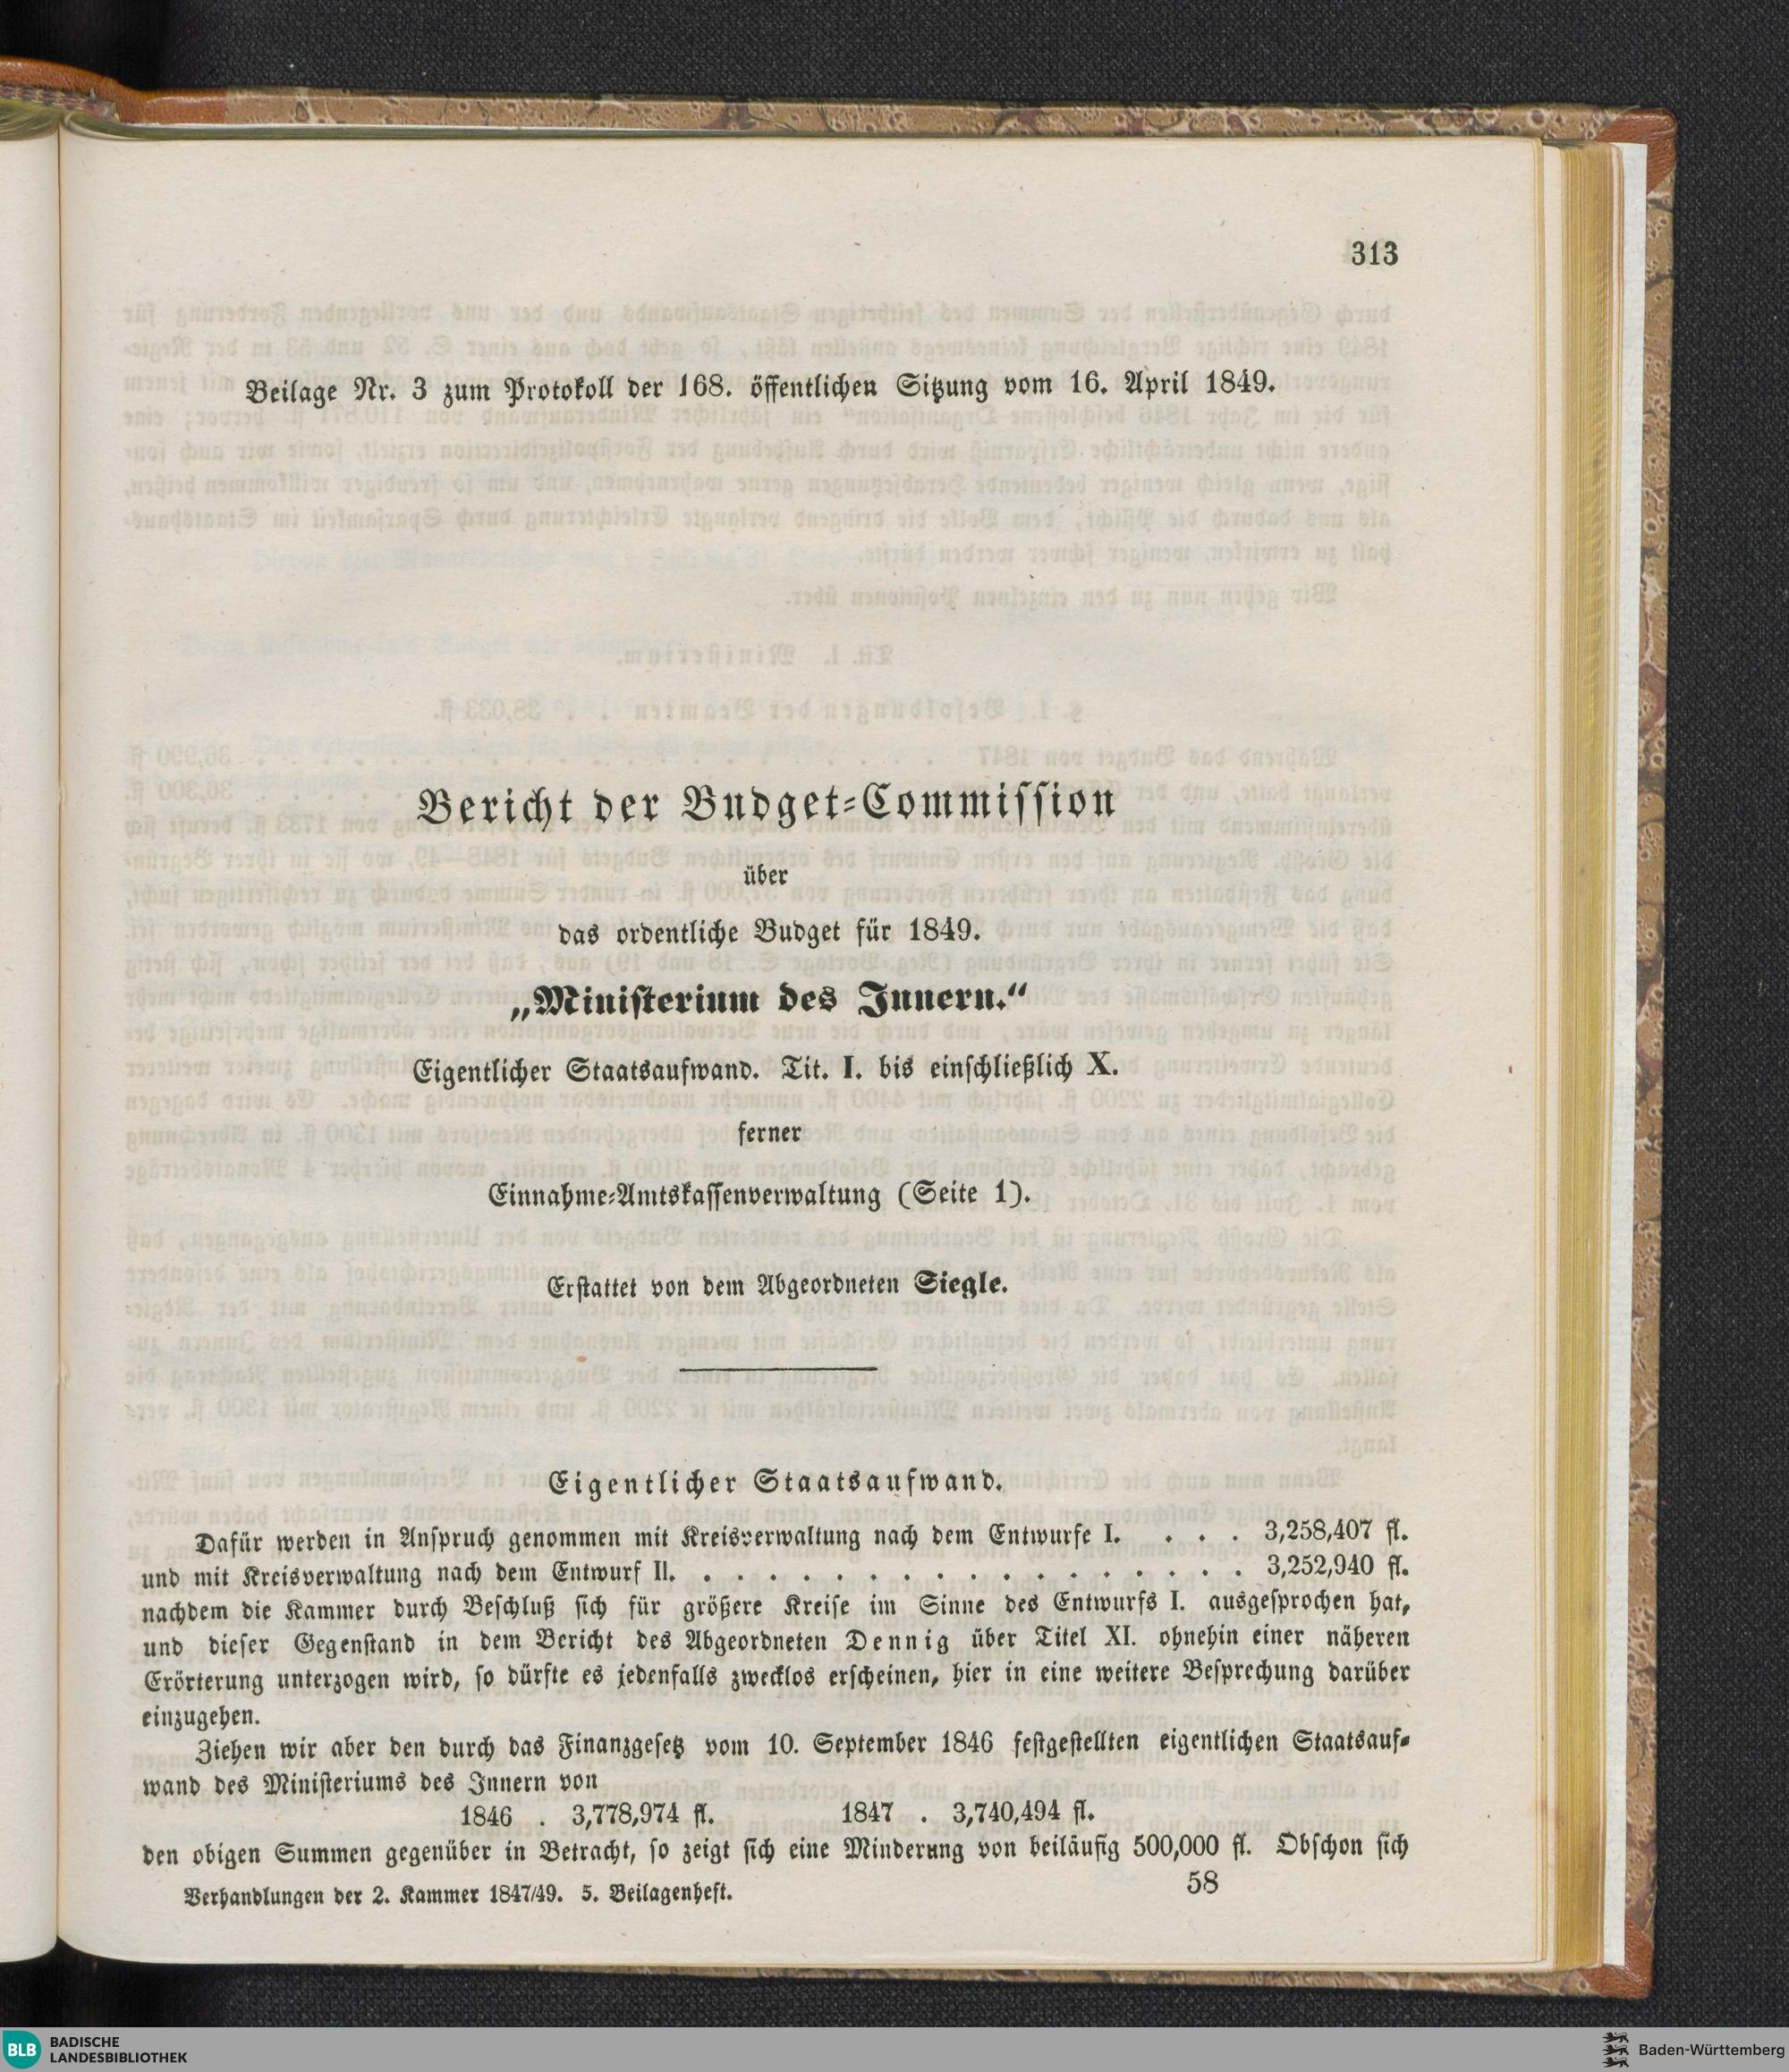 313
Beilage Nr. 3 zum Protokoll der 168. öffentlichen Sitzung vom 16. April 1849.
Bericht der Budget-Commission
über
das ordentliche Budget für 1849.
„Ministerium des Innern.“
Eigentlicher Staatsaufwand. Tit. I. bis einschließlich X.
ferner
Einnahme-Amtskassenverwaltung (Seite 1).
Erstattet von dem Abgeordneten Siegle.
Eigentlicher Staatsaufwand.
Dafür werden in Anspruch genommen mit Kreisverwaltung nach dem Entwurfe I. . . . 3,258,407 fl.
und mit Kreisverwaltung nach dem Entwurf II. . . . . . . . . . . . . . . . . . 3,252,940 fl.
nachdem die Kammer durch Beschluß sich für größere Kreise im Sinne des Entwurfs I. ausgesprochen hat,
und dieser Gegenstand in dem Bericht des Abgeordneten Dennig über Titel XI. ohnehin einer näheren
Erörterung unterzogen wird, so dürfte es jedenfalls zwecklos erscheinen, hier in eine weitere Besprechung darüber
einzugehen.
Ziehen wir aber den durch das Finanzgesetz vom 10. September 1846 festgestellten eigentlichen Staatsauf-
wand des Ministeriums des Innern von
1846 . 3,778,974 fl. 1847 . 3,740,494 fl.
den obigen Summen gegenüber in Betracht, so zeigt sich eine Minderung von beiläufig 500,000 fl. Obschon sich
Verhandlungen der 2. Kammer 1847/49. 5. Beilagenheft. 58
BLB BADISCHE
LANDESBIBLIOTHEK
Baden-Württemberg